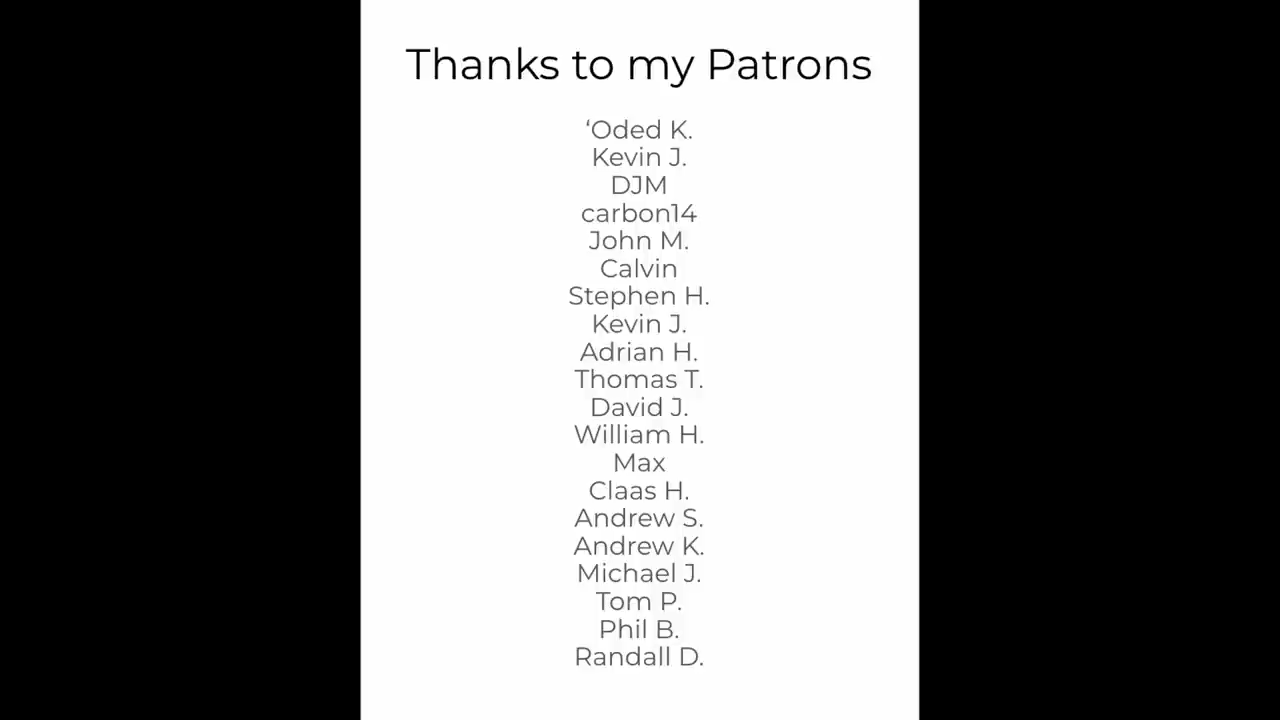 Thanks to my Patrons
‘Oded K.
Kevin J.
DJM
carbon14
John M.
Calvin
Stephen H.
Kevin J.
Adrian H.
Thomas T.
David J.
William H.
Max
Claas H.
Andrew S.
Andrew K.
Michael J.
Tom P.
Phil B.
Randall D.